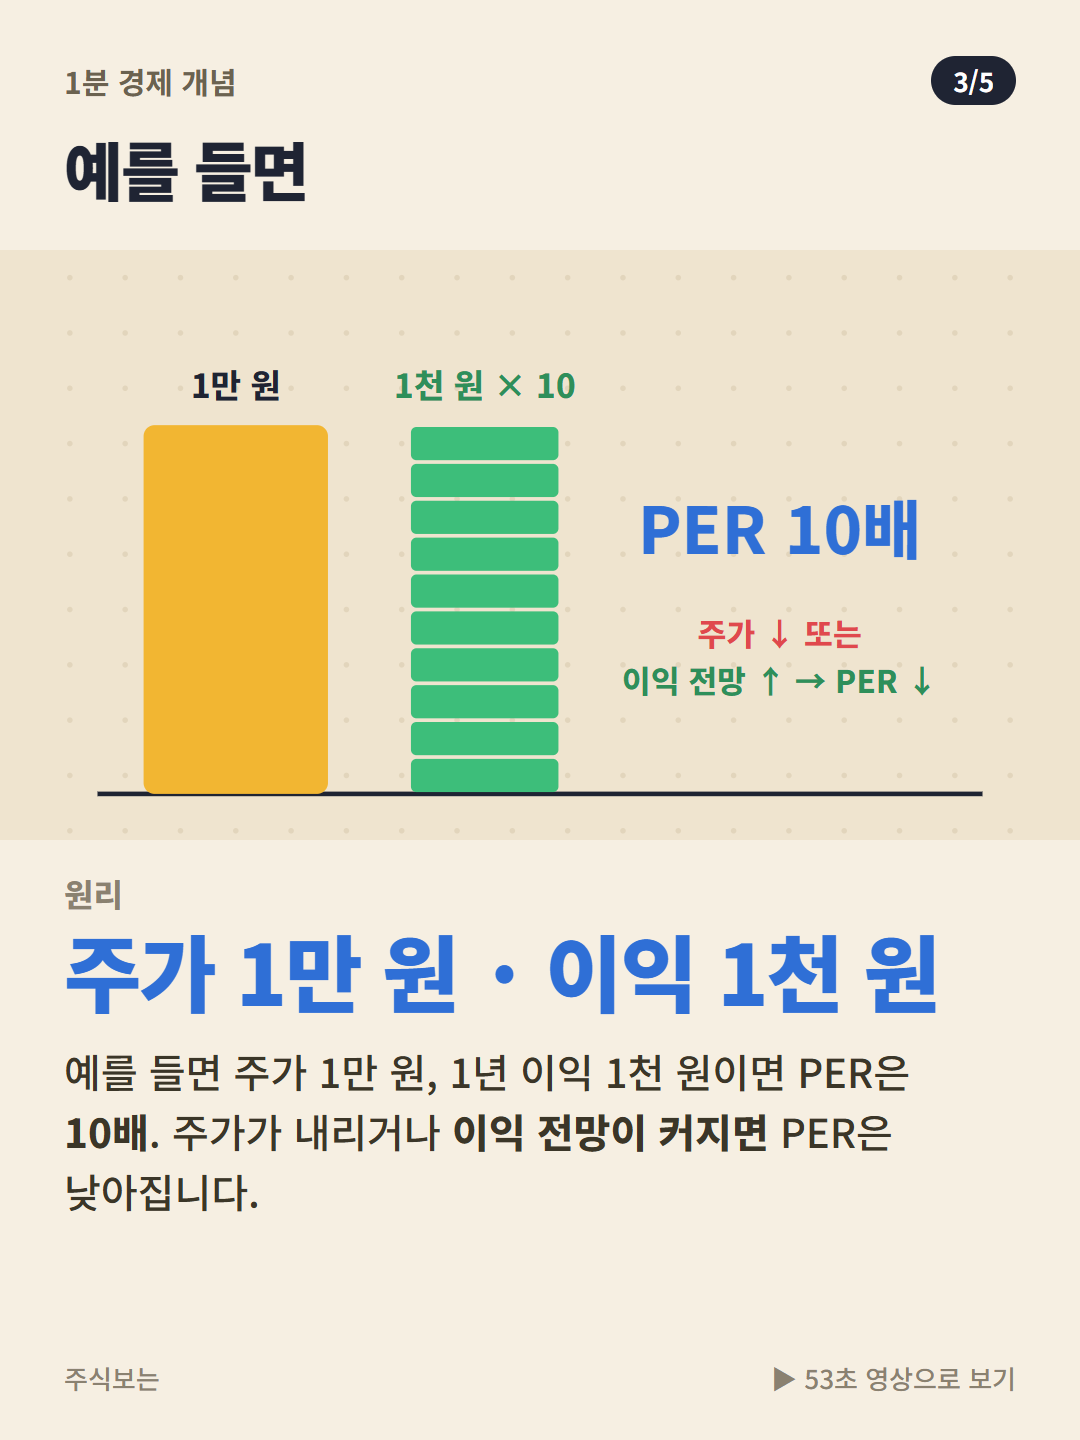 1분 경제 개념
3/5
예를 들면
1만 원
1천 원 × 10
PER 10배
주가 ↓ 또는
이익 전망 ↑ → PER ↓
원리
주가 1만 원 · 이익 1천 원
예를 들면 주가 1만 원, 1년 이익 1천 원이면 PER은
10배. 주가가 내리거나 이익 전망이 커지면 PER은
낮아집니다.
주식보는
▶ 53초 영상으로 보기